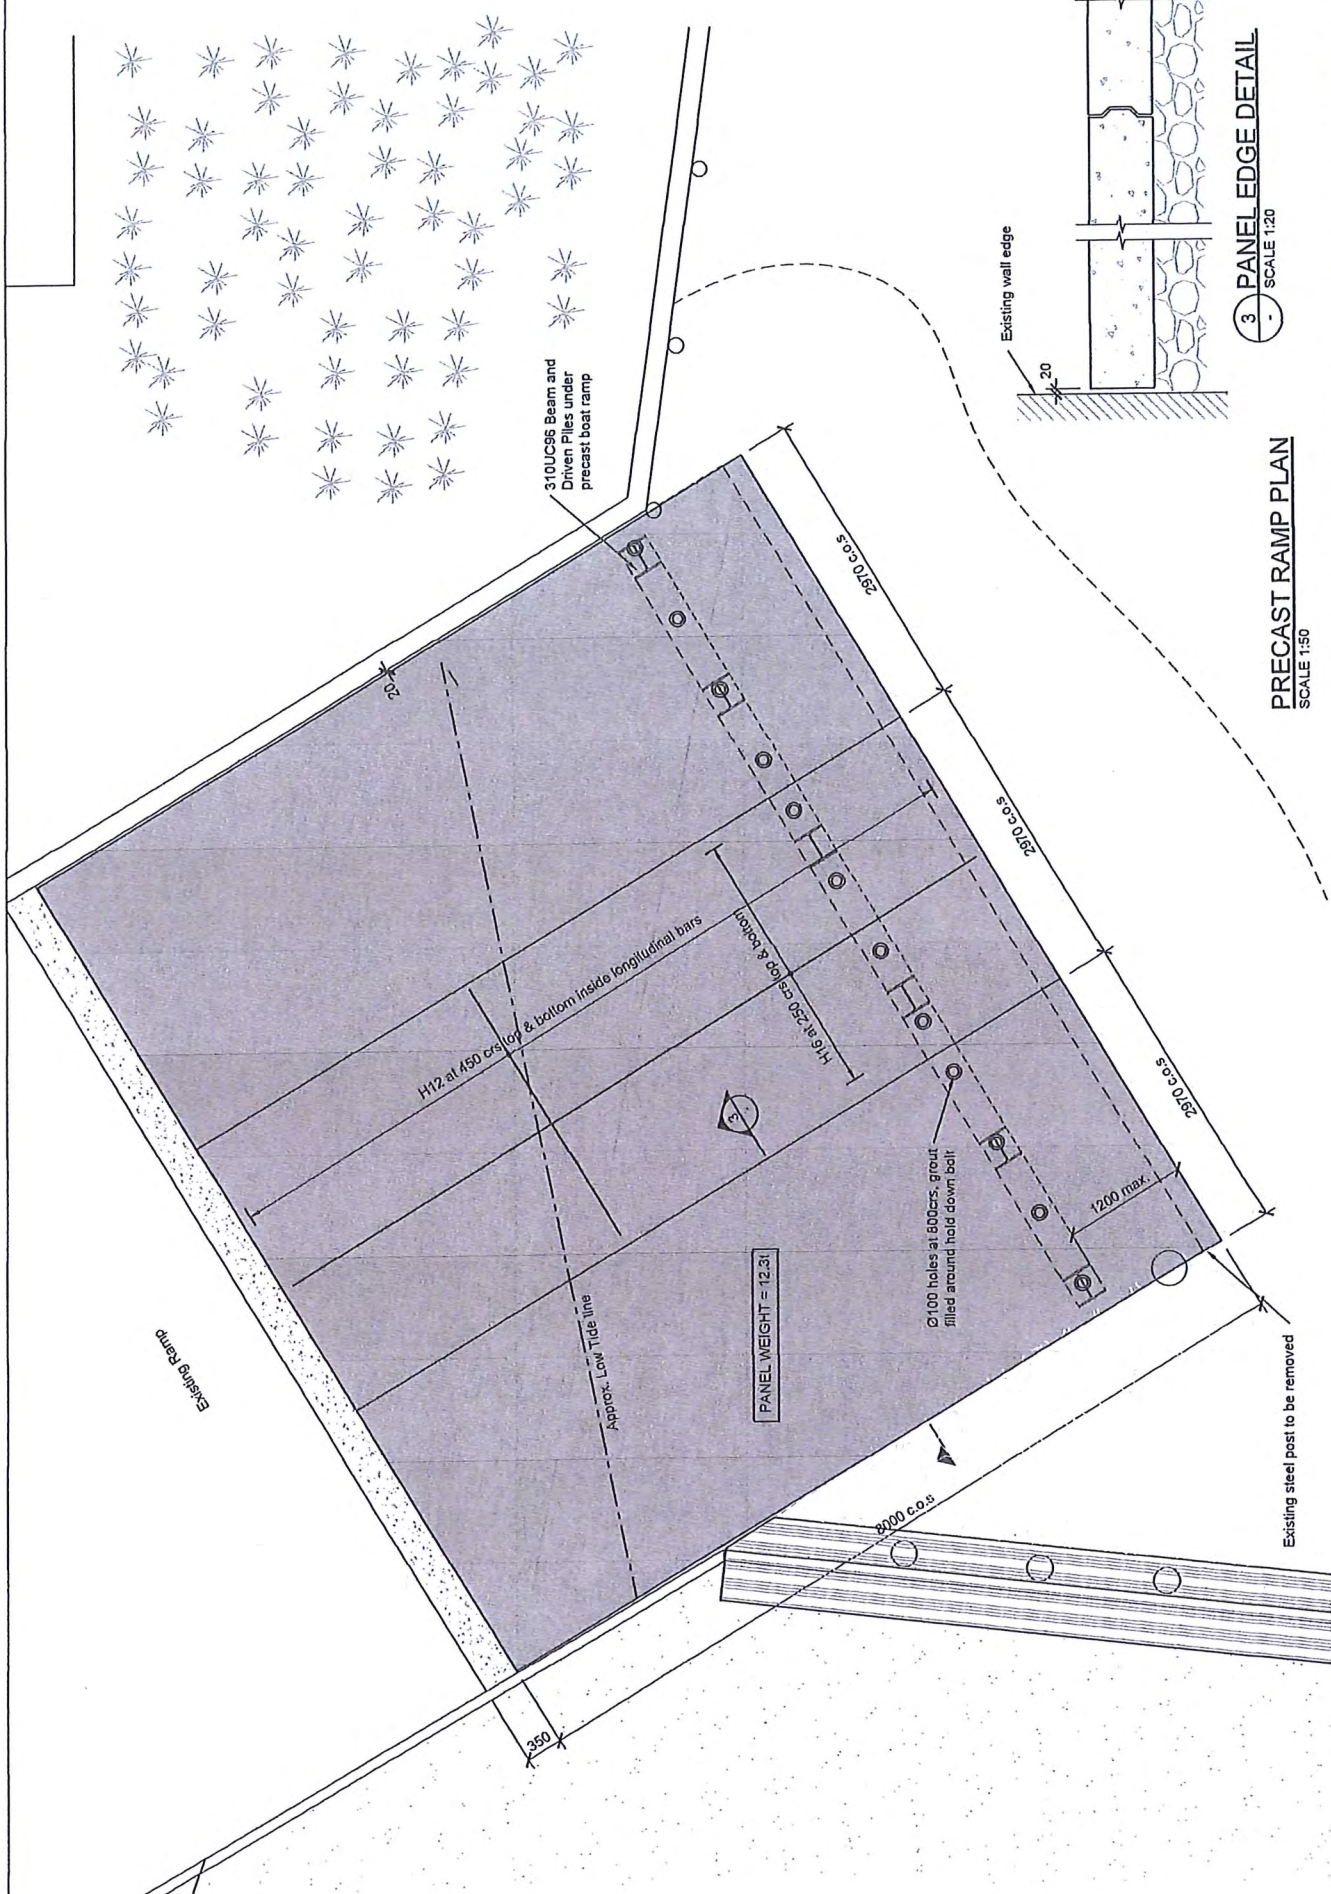 Existing Ramp
350
8000 c.o.s
Existing steel post to be removed
Approx. Low Tide line
PANEL WEIGHT = 12.3t
Ø100 holes at 800crs, grout
filled around hold down bolt
1200 max.
H12 at 450 crs top & bottom inside longitudinal bars
H16 at 250 crs top & bottom
3
20
310UC96 Beam and
Driven Piles under
precast boat ramp
2970 c.o.s
2970 c.o.s
2970 c.o.s
PRECAST RAMP PLAN
SCALE 1:50
Existing wall edge
20
3
-
PANEL EDGE DETAIL
SCALE 1:20